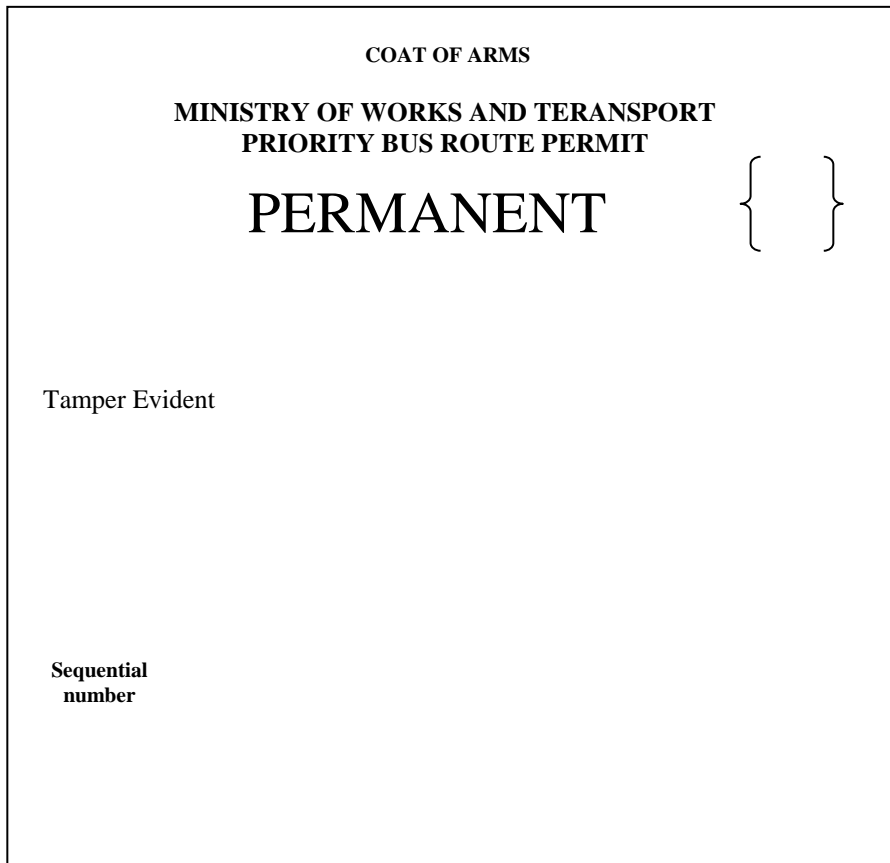 COAT OF ARMS
MINISTRY OF WORKS AND TERANSPORT
PRIORITY BUS ROUTE PERMIT
PERMANENT { }
Tamper Evident
Sequential
number